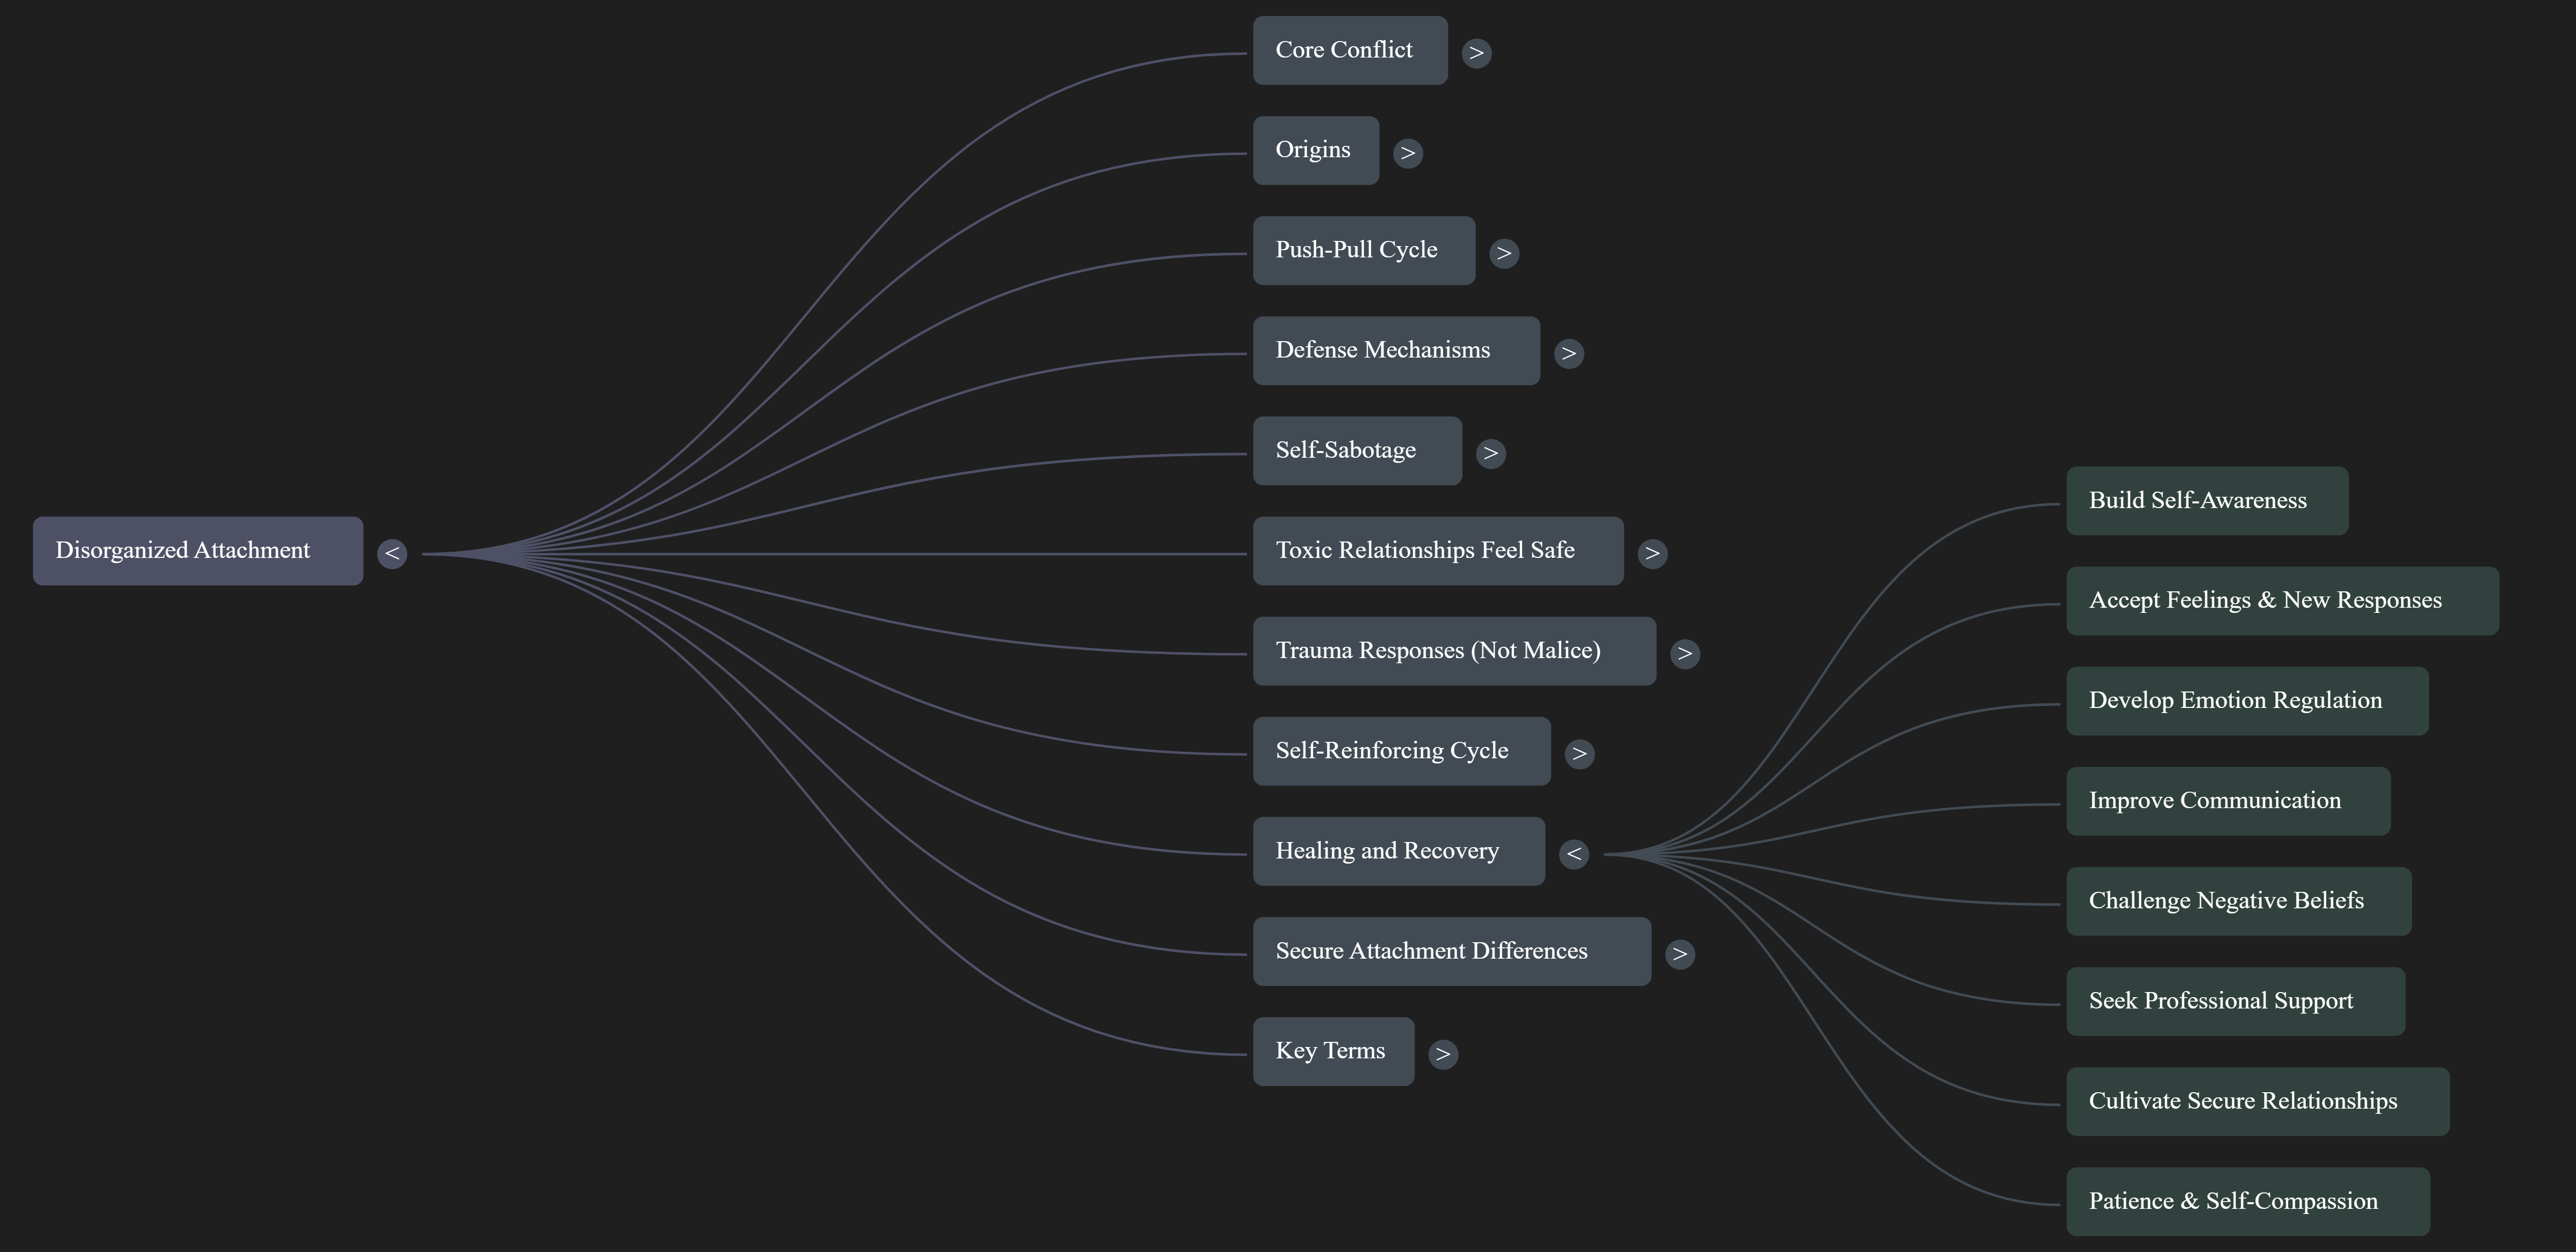 Disorganized Attachment
<
Core Conflict
>
Origins
>
Push-Pull Cycle
>
Defense Mechanisms
>
Self-Sabotage
>
Toxic Relationships Feel Safe
>
Trauma Responses (Not Malice)
>
Self-Reinforcing Cycle
>
Healing and Recovery
<
Secure Attachment Differences
>
Key Terms
>
Build Self-Awareness
Accept Feelings & New Responses
Develop Emotion Regulation
Improve Communication
Challenge Negative Beliefs
Seek Professional Support
Cultivate Secure Relationships
Patience & Self-Compassion